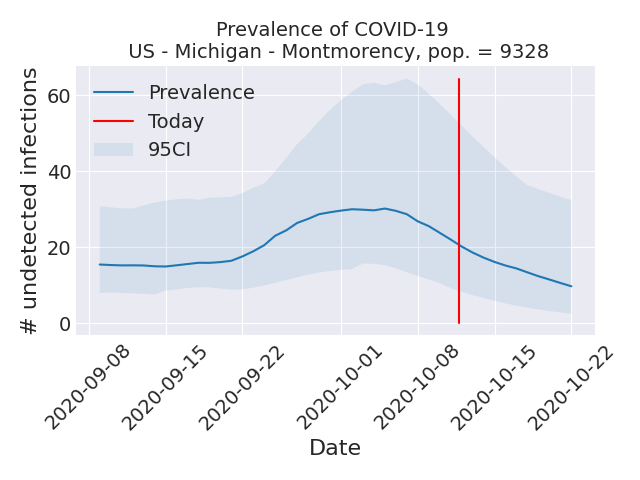 Prevalence of COVID-19
US - Michigan - Montmorency, pop. = 9328
# undetected infections
60
40
20
0
Prevalence
Today
95CI
2020-09-08
2020-09-15
2020-09-22
2020-10-01
2020-10-08
2020-10-15
2020-10-22
Date